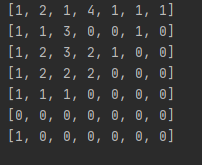 [1, 2, 1, 4, 1, 1, 1]
[1, 1, 3, 0, 0, 1, 0]
[1, 2, 3, 2, 1, 0, 0]
[1, 2, 2, 2, 0, 0, 0]
[1, 1, 1, 0, 0, 0, 0]
[0, 0, 0, 0, 0, 0, 0]
[1, 0, 0, 0, 0, 0, 0]